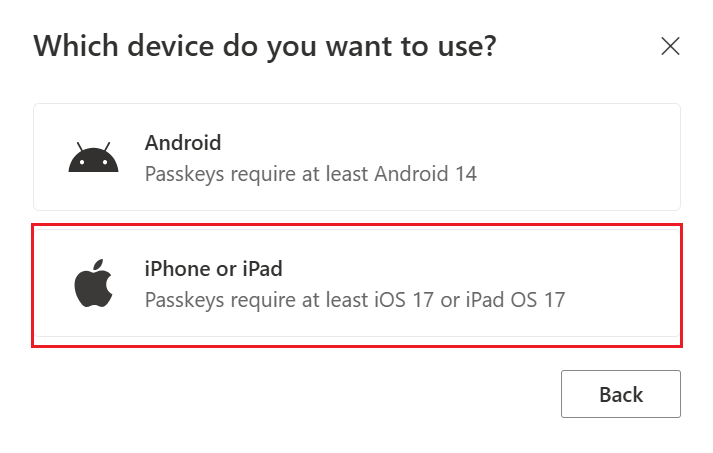 Which device do you want to use?
Android
Passkeys require at least Android 14
iPhone or iPad
Passkeys require at least iOS 17 or iPad OS 17
Back